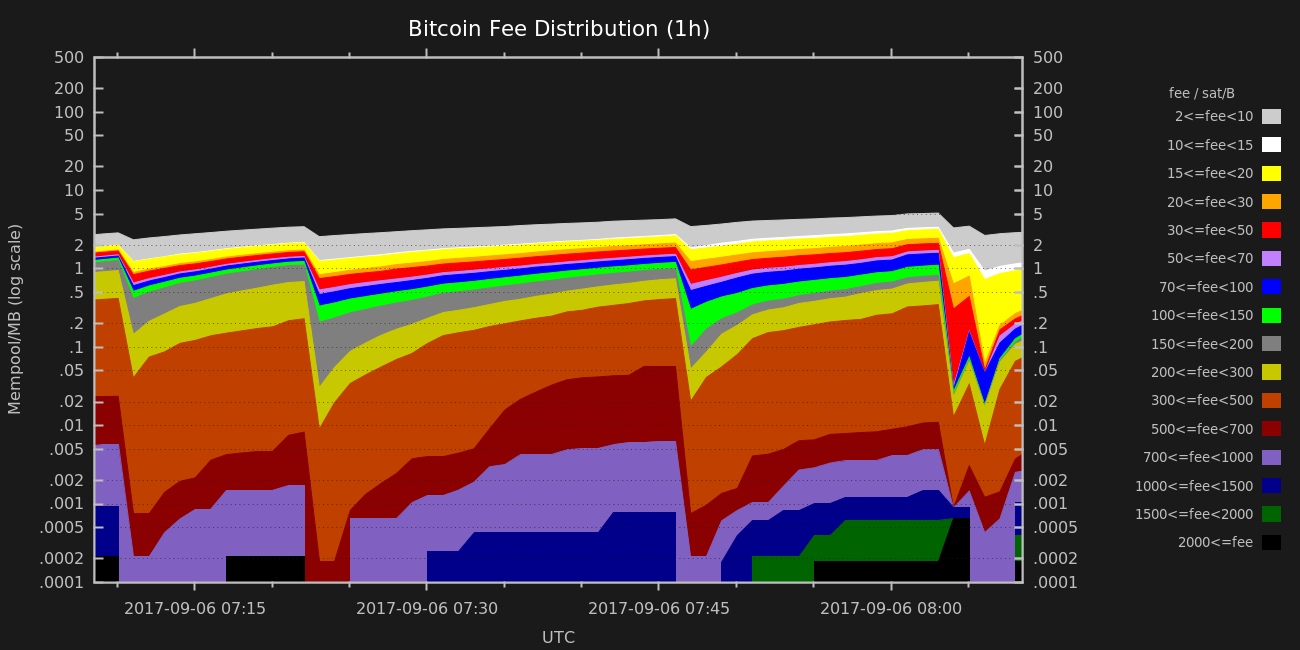 Bitcoin Fee Distribution (1h)
Mempool/MB (log scale)
500
200
100
50
20
10
5
2
1
.5
.2
.1
.05
.02
.01
.005
.002
.001
.0005
.0002
.0001
500
200
100
50
20
10
5
2
1
.5
.2
.1
.05
.02
.01
.005
.002
.001
.0005
.0002
.0001
2017-09-06 07:15
2017-09-06 07:30
2017-09-06 07:45
2017-09-06 08:00
UTC
fee / sat/B
2<=fee<10
10<=fee<15
15<=fee<20
20<=fee<30
30<=fee<50
50<=fee<70
70<=fee<100
100<=fee<150
150<=fee<200
200<=fee<300
300<=fee<500
500<=fee<700
700<=fee<1000
1000<=fee<1500
1500<=fee<2000
2000<=fee